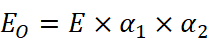 E_O = E × α_1 × α_2